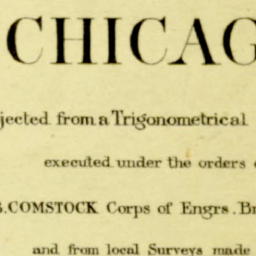 CHICAG
jected from a Trigonometrical
executed under the orders
B. COMSTOCK Corps of Engrs. Br
and from local Surveys made